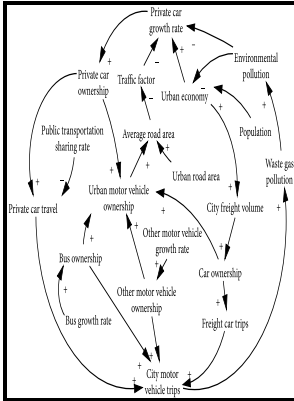 Private car
growth rate
Environmental
pollution
Private car
ownership
Traffic factor
Urban economy
Public transportation
sharing rate
Average road area
Population
Waste gas
pollution
Urban road area
Urban motor vehicle
ownership
Private car travel
City freight volume
Other motor vehicle
growth rate
Bus ownership
Car ownership
Other motor vehicle
ownership
Bus growth rate
Freight car trips
City motor
vehicle trips